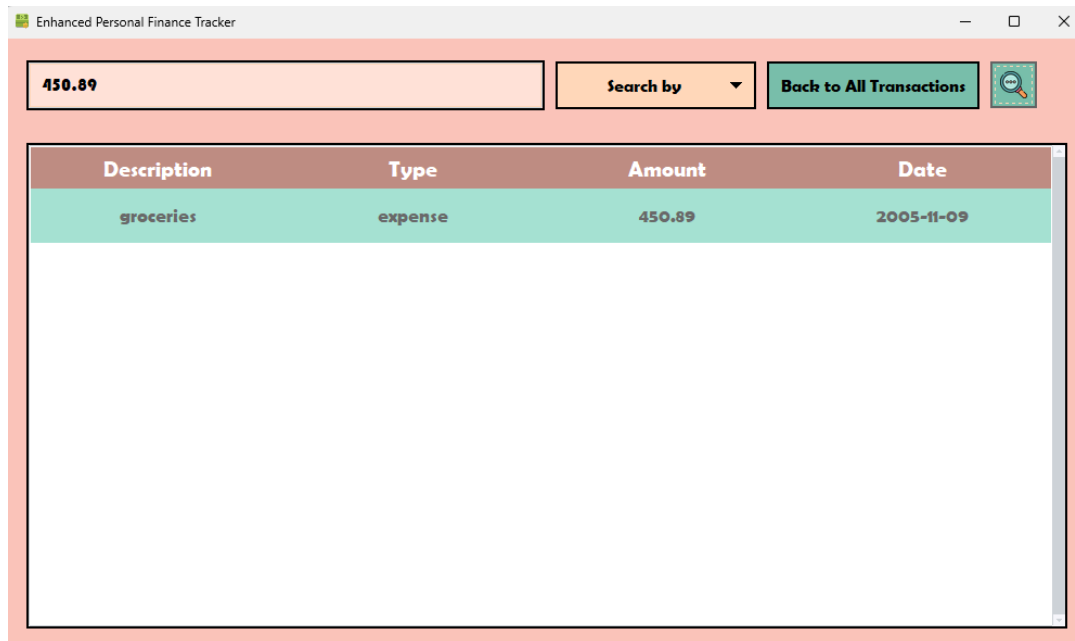 Enhanced Personal Finance Tracker
450.89 Search by Back to All Transactions
Description Type Amount Date
groceries expense 450.89 2005-11-09